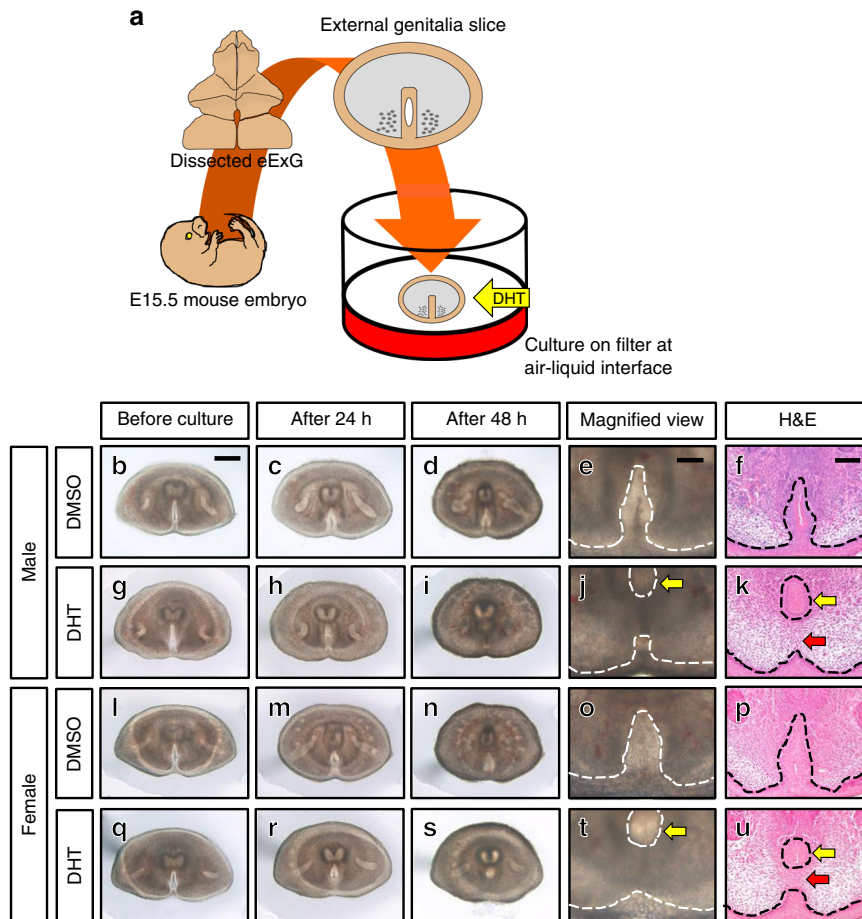 a
External genitalia slice
Dissected eExG
E15.5 mouse embryo
DHT
Culture on filter at
air-liquid interface
Before culture
After 24 h
After 48 h
Magnified view
H&E
Male
DMSO
b
c
d
e
f
DHT
g
h
i
j
k
Female
DMSO
l
m
n
o
p
DHT
q
r
s
t
u